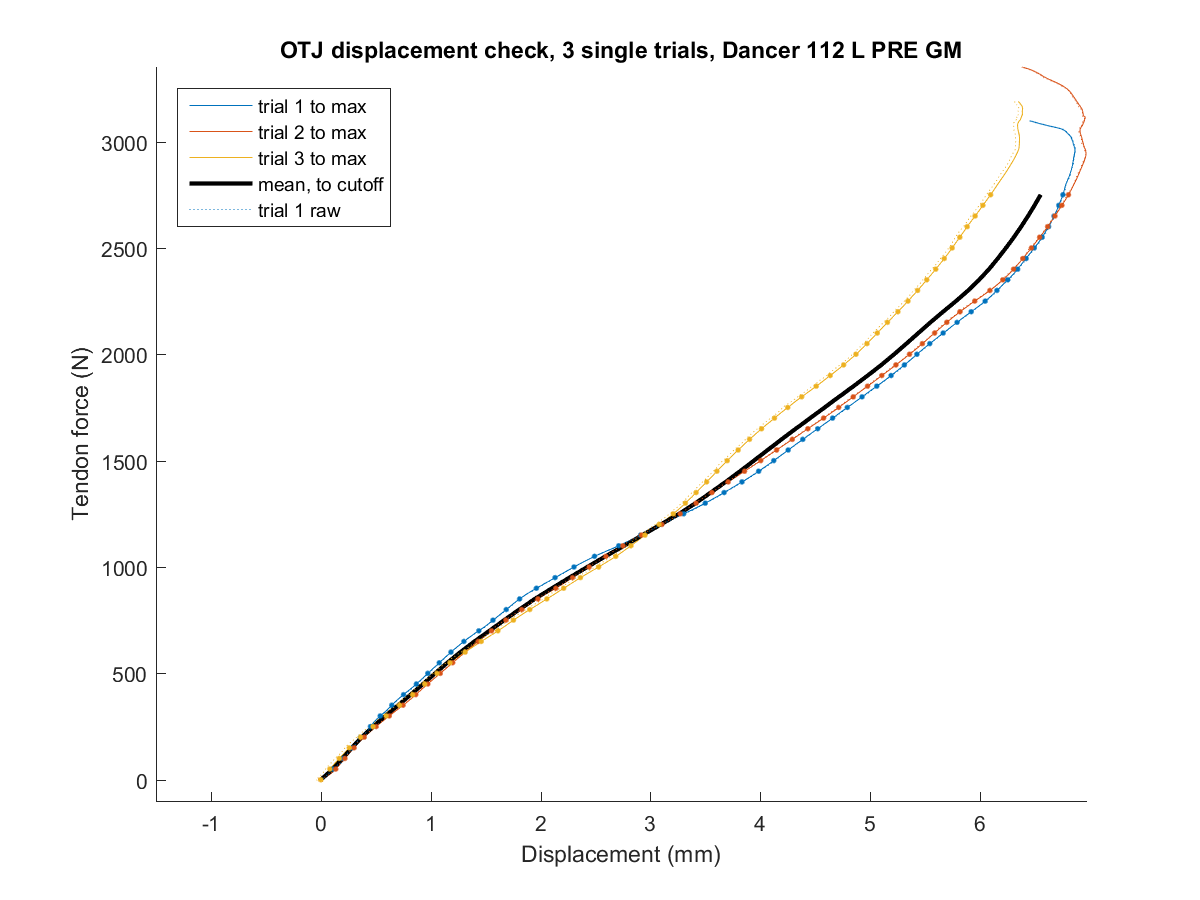 OTJ displacement check, 3 single trials, Dancer 112 L PRE GM
trial 1 to max
trial 2 to max
trial 3 to max
mean, to cutoff
trial 1 raw
3000
2500
2000
1500
1000
500
0
Tendon force (N)
-1 0 1 2 3 4 5 6
Displacement (mm)